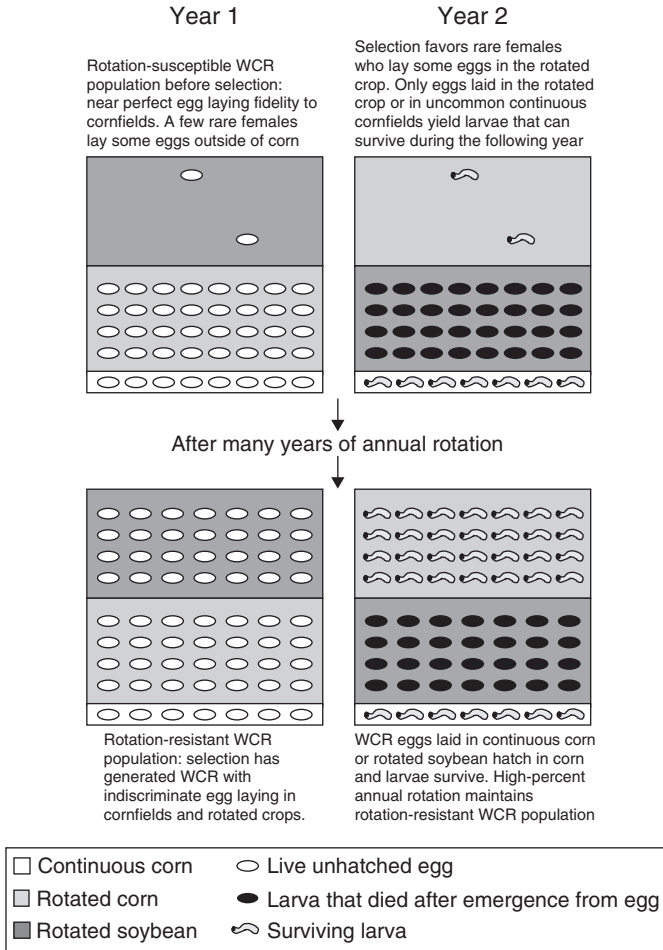 Year 1
Rotation-susceptible WCR
population before selection:
near perfect egg laying fidelity to
cornfields. A few rare females
lay some eggs outside of corn
Year 2
Selection favors rare females
who lay some eggs in the rotated
crop. Only eggs laid in the rotated
crop or in uncommon continuous
cornfields yield larvae that can
survive during the following year
After many years of annual rotation
Rotation-resistant WCR
population: selection has
generated WCR with
indiscriminate egg laying in
cornfields and rotated crops.
WCR eggs laid in continuous corn
or rotated soybean hatch in corn
and larvae survive. High-percent
annual rotation maintains
rotation-resistant WCR population
Continuous corn
Rotated corn
Rotated soybean
Live unhatched egg
Larva that died after emergence from egg
Surviving larva